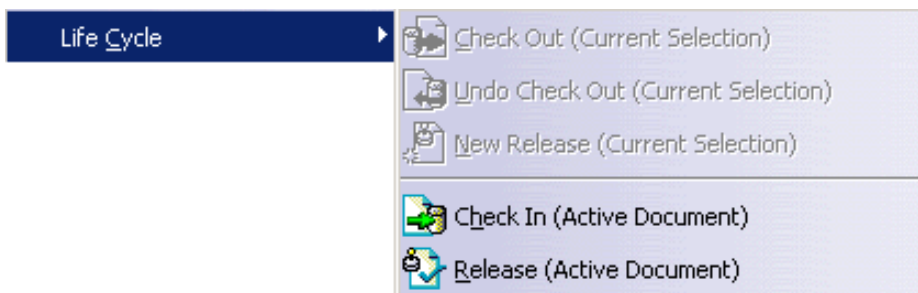 Life Cycle
Check Out (Current Selection)
Undo Check Out (Current Selection)
New Release (Current Selection)
Check In (Active Document)
Release (Active Document)